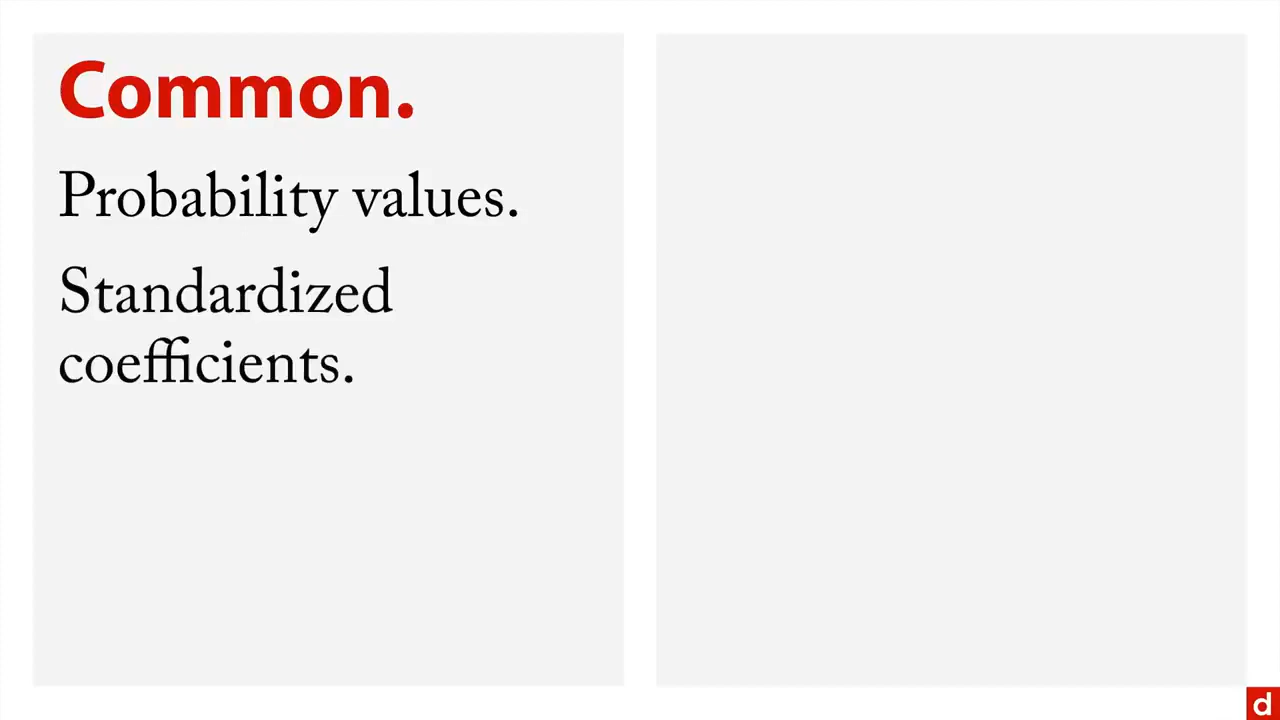 Common.
Probability values.
Standardized
coefficients.
d